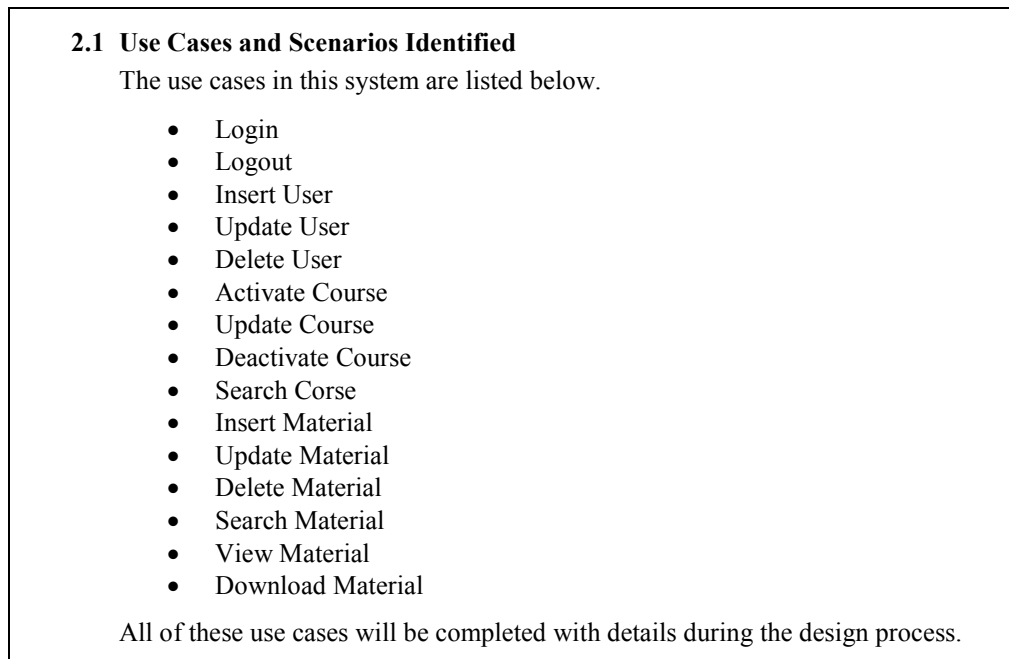 2.1 Use Cases and Scenarios Identified
The use cases in this system are listed below.
• Login
• Logout
• Insert User
• Update User
• Delete User
• Activate Course
• Update Course
• Deactivate Course
• Search Corse
• Insert Material
• Update Material
• Delete Material
• Search Material
• View Material
• Download Material
All of these use cases will be completed with details during the design process.